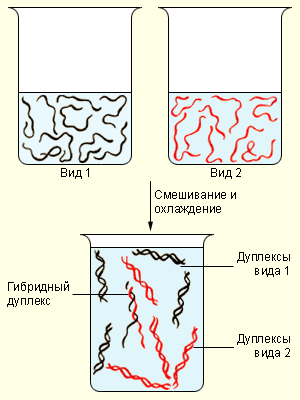 Вид 1
Вид 2
Смешивание и
охлаждение
Гибридный
дуплекс
Дуплексы
вида 1
Дуплексы
вида 2